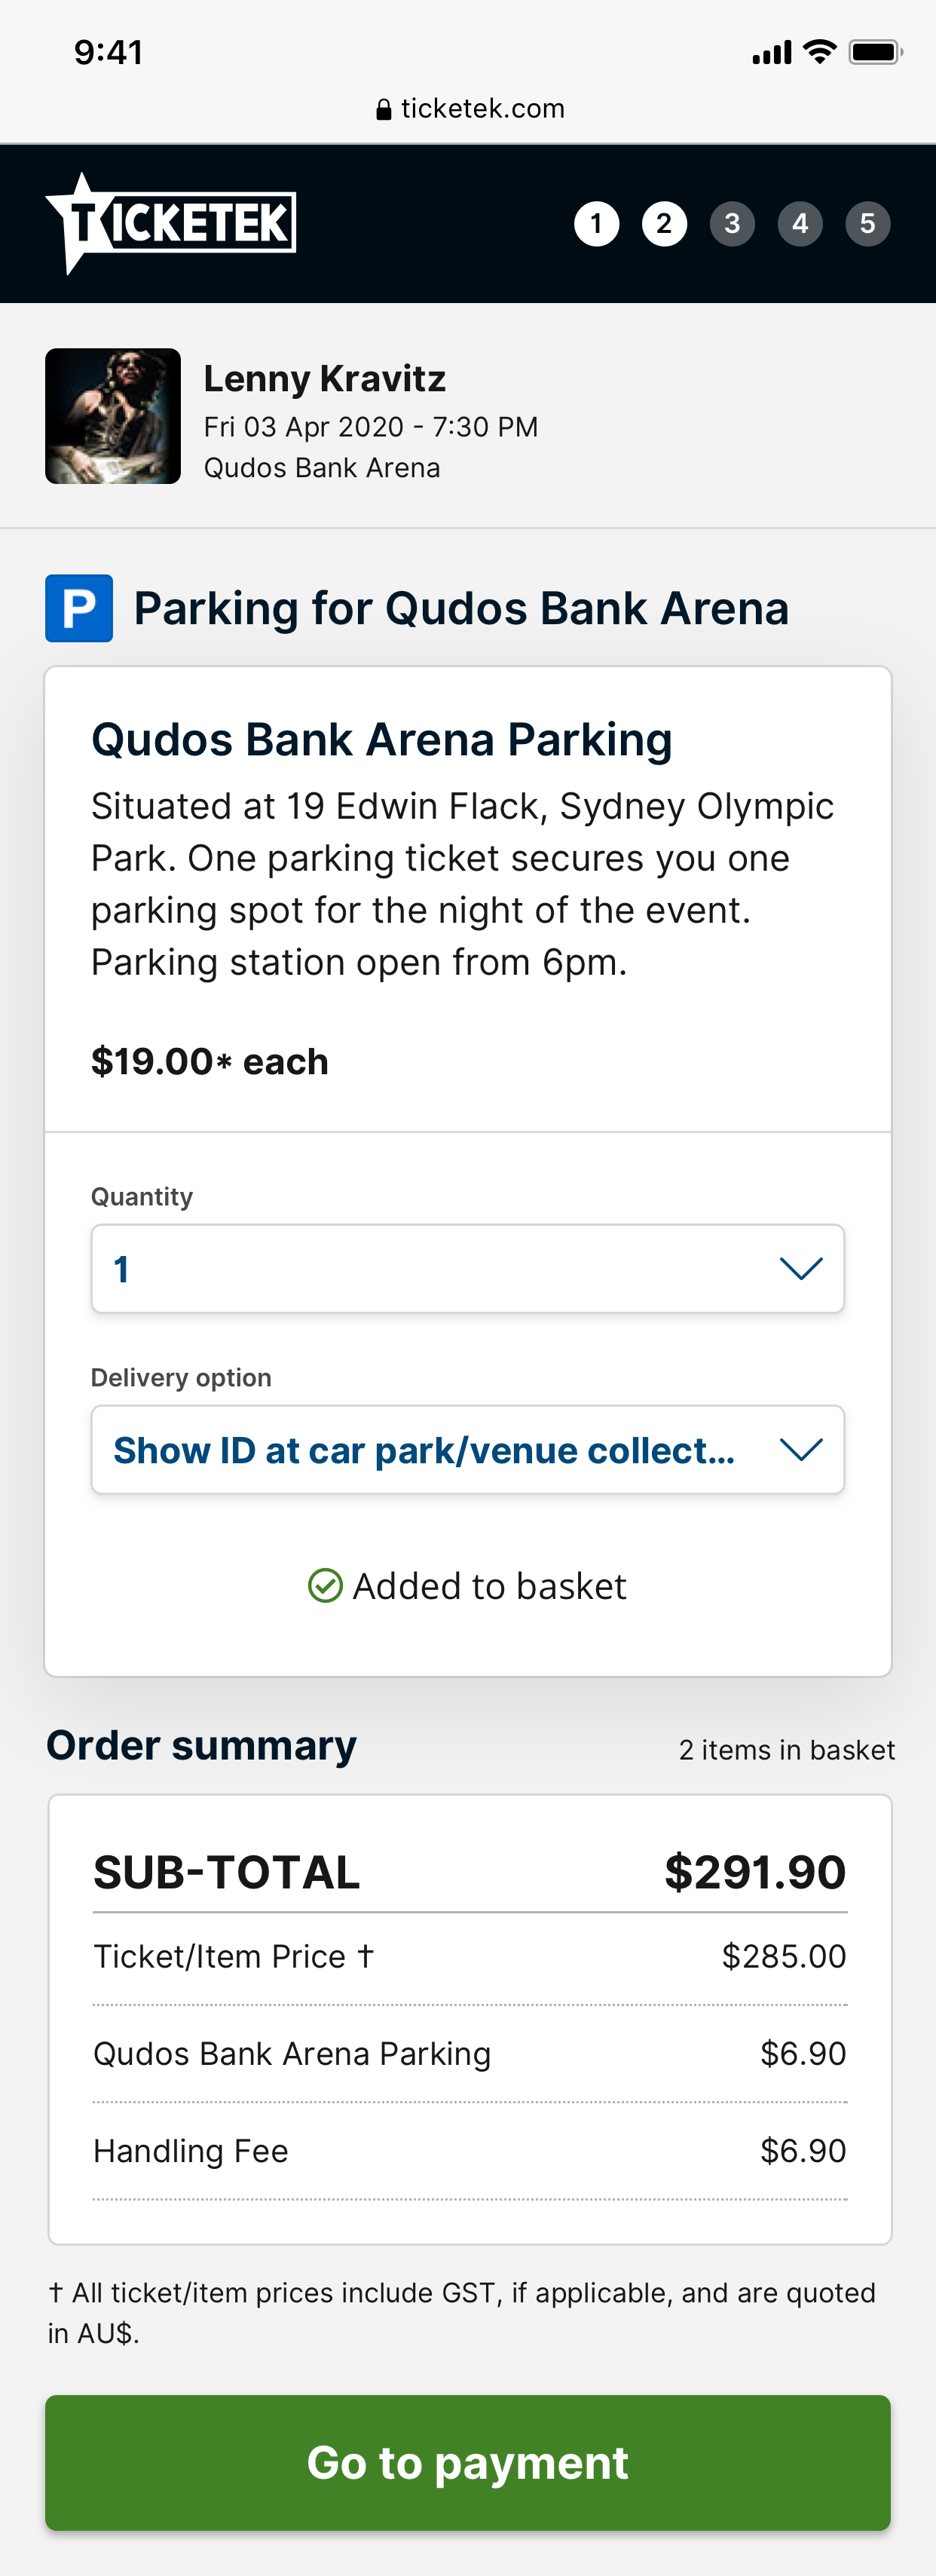 9:41
ticketek.com
TICKETEK
1 2 3 4 5
Lenny Kravitz
Fri 03 Apr 2020 - 7:30 PM
Qudos Bank Arena
P Parking for Qudos Bank Arena
Qudos Bank Arena Parking
Situated at 19 Edwin Flack, Sydney Olympic
Park. One parking ticket secures you one
parking spot for the night of the event.
Parking station open from 6pm.
$19.00* each
Quantity
1
Delivery option
Show ID at car park/venue collect...
Added to basket
Order summary 2 items in basket
SUB-TOTAL $291.90
Ticket/Item Price † $285.00
Qudos Bank Arena Parking $6.90
Handling Fee $6.90
† All ticket/item prices include GST, if applicable, and are quoted
in AU$.
Go to payment